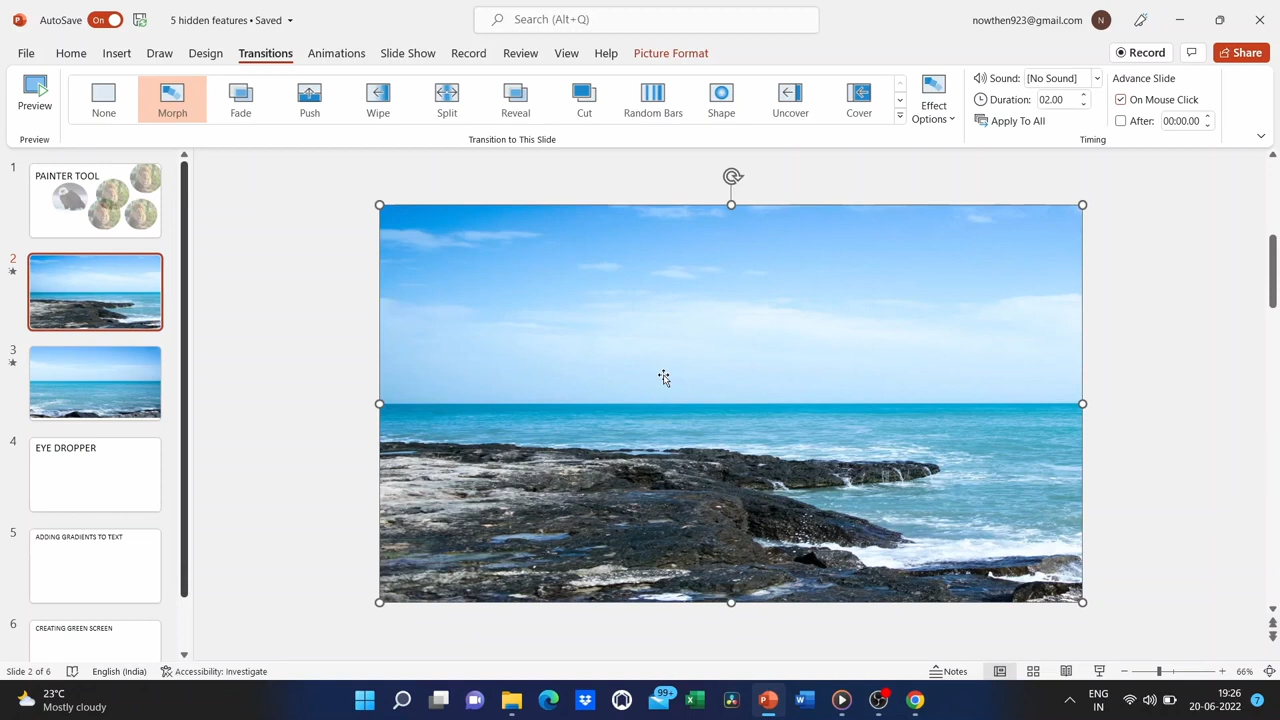 AutoSave On 5 hidden features • Saved Search (Alt+Q) nowthen923@gmail.com N
File Home Insert Draw Design Transitions Animations Slide Show Record Review View Help Picture Format Record Share
Preview None Morph Fade Push Wipe Split Reveal Cut Random Bars Shape Uncover Cover Effect Options
Sound: [No Sound] Advance Slide
Duration: 02.00 On Mouse Click
Apply To All After: 00:00.00
Preview Transition to This Slide Timing
1 PAINTER TOOL
2
3
4 EYE DROPPER
5 ADDING GRADIENTS TO TEXT
6 CREATING GREEN SCREEN
Slide 2 of 6 English (India) Accessibility: Investigate Notes 66%
23°C
Mostly cloudy
99+
ENG
IN
19:26
20-06-2022
7